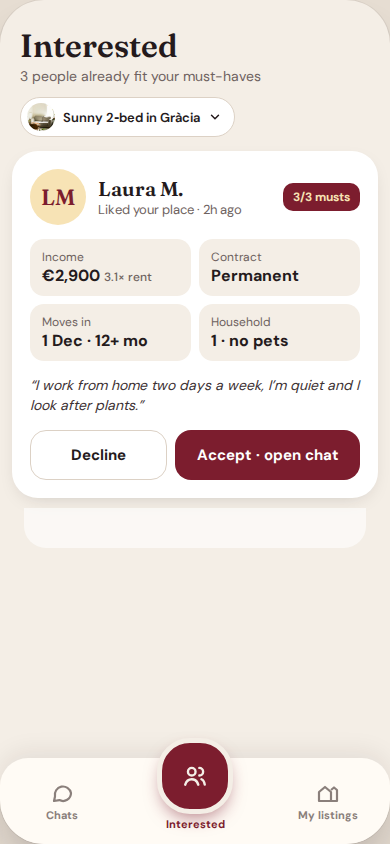 Interested
3 people already fit your must-haves
Sunny 2-bed in Gràcia
LM
Laura M.
Liked your place · 2h ago
3/3 musts
Income
€2,900 3.1× rent
Contract
Permanent
Moves in
1 Dec · 12+ mo
Household
1 · no pets
“I work from home two days a week, I’m quiet and I
look after plants.”
Decline
Accept · open chat
Chats
Interested
My listings